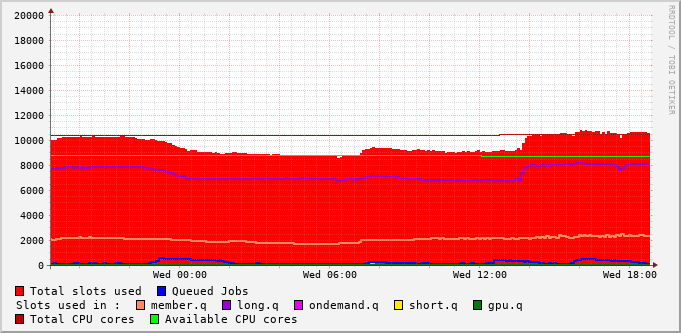 20000
18000
16000
14000
12000
10000
8000
6000
4000
2000
0
Wed 00:00 Wed 06:00 Wed 12:00 Wed 18:00
RRDTOOL / TOBI OETIKER
Total slots used Queued Jobs
Slots used in : member.q long.q ondemand.q short.q gpu.q
Total CPU cores Available CPU cores